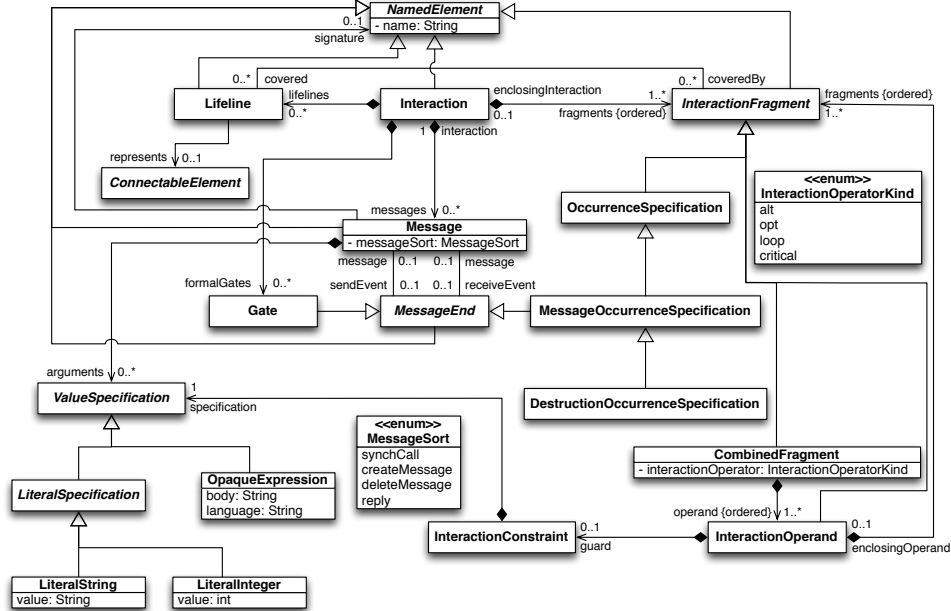 NamedElement
- name: String
0..1
signature
0..*
covered
0..*
coveredBy
Lifeline
lifelines
0..*
Interaction
enclosingInteraction
0..1
1..*
fragments {ordered}
InteractionFragment
fragments {ordered}
1..*
1
interaction
represents
0..1
ConnectableElement
<<enum>>
InteractionOperatorKind
alt
opt
loop
critical
OccurrenceSpecification
messages
0..*
Message
- messageSort: MessageSort
message
0..1
0..1
message
sendEvent
0..1
0..1
receiveEvent
formalGates
0..*
Gate
MessageEnd
MessageOccurrenceSpecification
arguments
0..*
ValueSpecification
1
specification
DestructionOccurrenceSpecification
<<enum>>
MessageSort
synchCall
createMessage
deleteMessage
reply
CombinedFragment
- interactionOperator: InteractionOperatorKind
LiteralSpecification
OpaqueExpression
body: String
language: String
operand {ordered}
1..*
InteractionConstraint
0..1
guard
InteractionOperand
0..1
enclosingOperand
LiteralString
value: String
LiteralInteger
value: int